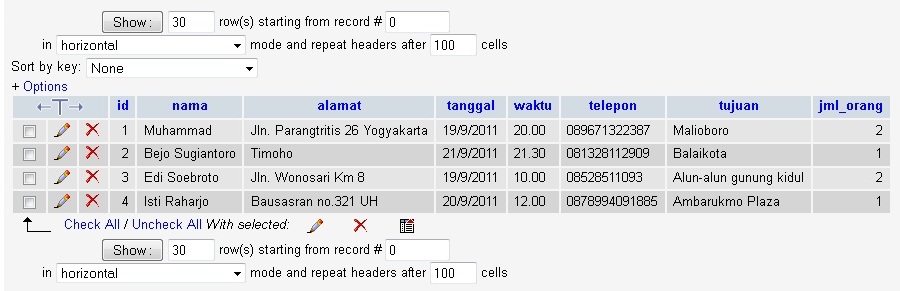 Show : 30 row(s) starting from record # 0
in horizontal mode and repeat headers after 100 cells
Sort by key: None
+ Options
←T→ id nama alamat tanggal waktu telepon tujuan jml_orang
1 Muhammad Jln. Parangtritis 26 Yogyakarta 19/9/2011 20.00 089671322387 Malioboro 2
2 Bejo Sugiantoro Timoho 21/9/2011 21.30 081328112909 Balaikota 1
3 Edi Soebroto Jln. Wonosari Km 8 19/9/2011 10.00 08528511093 Alun-alun gunung kidul 2
4 Isti Raharjo Bausasran no.321 UH 20/9/2011 12.00 0878994091885 Ambarukmo Plaza 1
Check All / Uncheck All With selected:
Show : 30 row(s) starting from record # 0
in horizontal mode and repeat headers after 100 cells